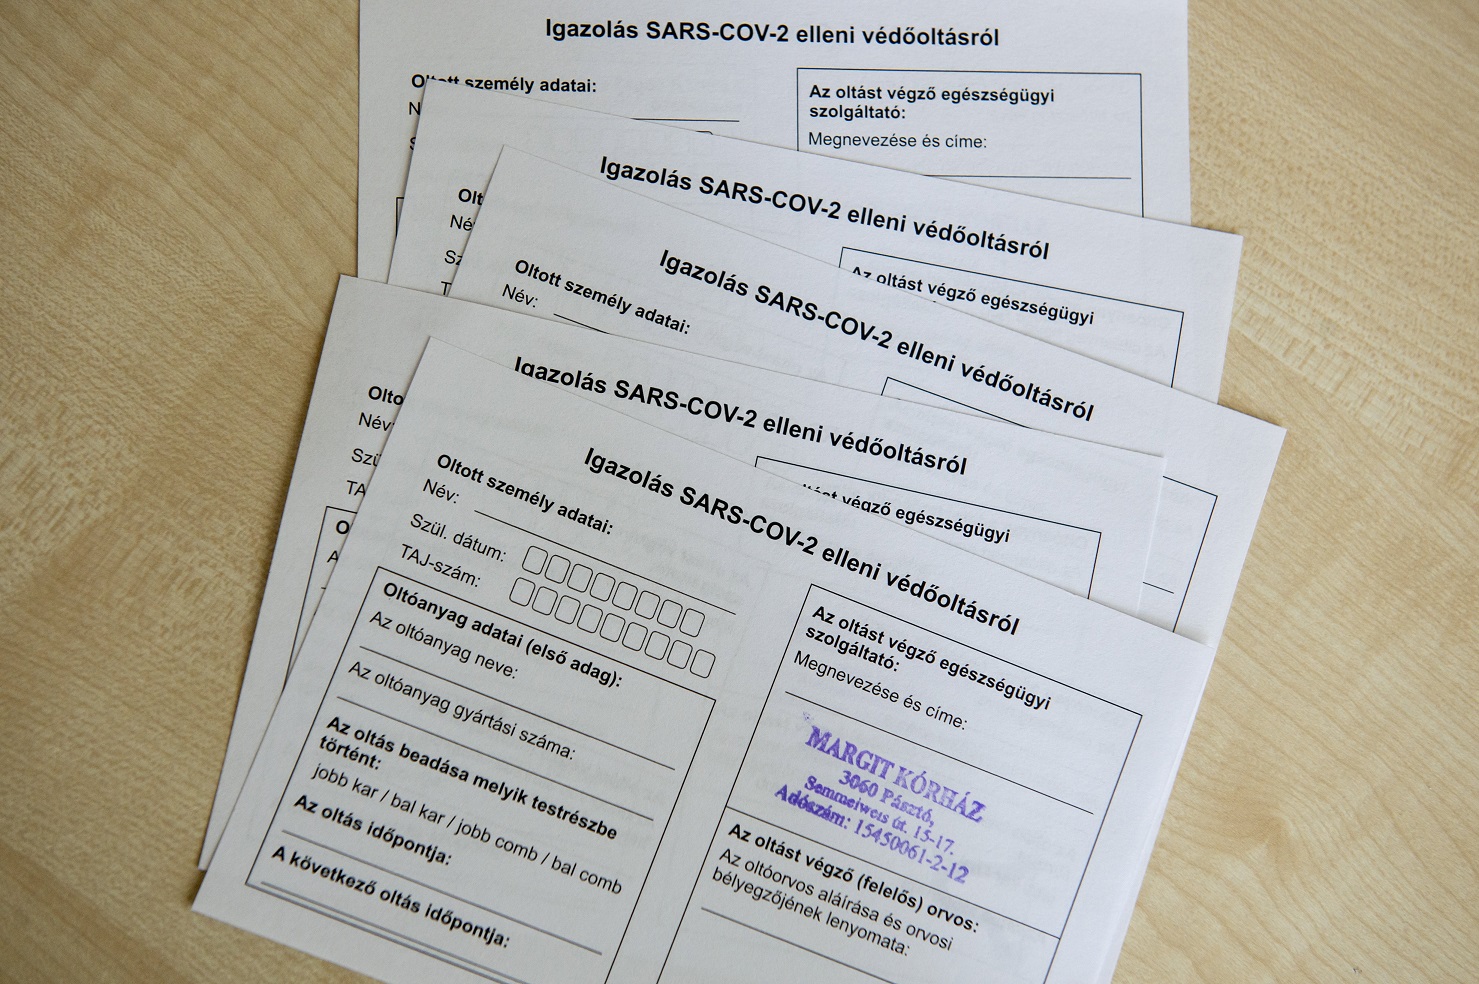 Igazolás SARS-COV-2 elleni védőoltásról
Oltott személy adatai:
Az oltást végző egészségügyi
szolgáltató:
Megnevezése és címe:
Igazolás SARS-COV-2 elleni védőoltásról
Az oltást végző egészségügyi
Igazolás SARS-COV-2 elleni védőoltásról
Oltott személy adatai:
Név:
Igazolás SARS-COV-2 elleni védőoltásról
végző egészségügyi
Név:
Igazolás SARS-COV-2 elleni védőoltásról
Oltott személy adatai:
Név:
Szül. dátum:
TAJ-szám:
Oltóanyag adatai (első adag):
Az oltóanyag neve:
Az oltóanyag gyártási száma:
Az oltás beadása melyik testrészbe
történt:
jobb kar / bal kar / jobb comb / bal comb
Az oltás időpontja:
A következő oltás időpontja:
Az oltást végző egészségügyi
szolgáltató:
Megnevezése és címe:
MARGIT KÓRHÁZ
3060 Pásztó,
Semmelweis út. 15-17.
Adószám: 15450061-2-12
Az oltást végző (felelős) orvos:
Az oltóorvos aláírása és orvosi
bélyegzőjének lenyomata: